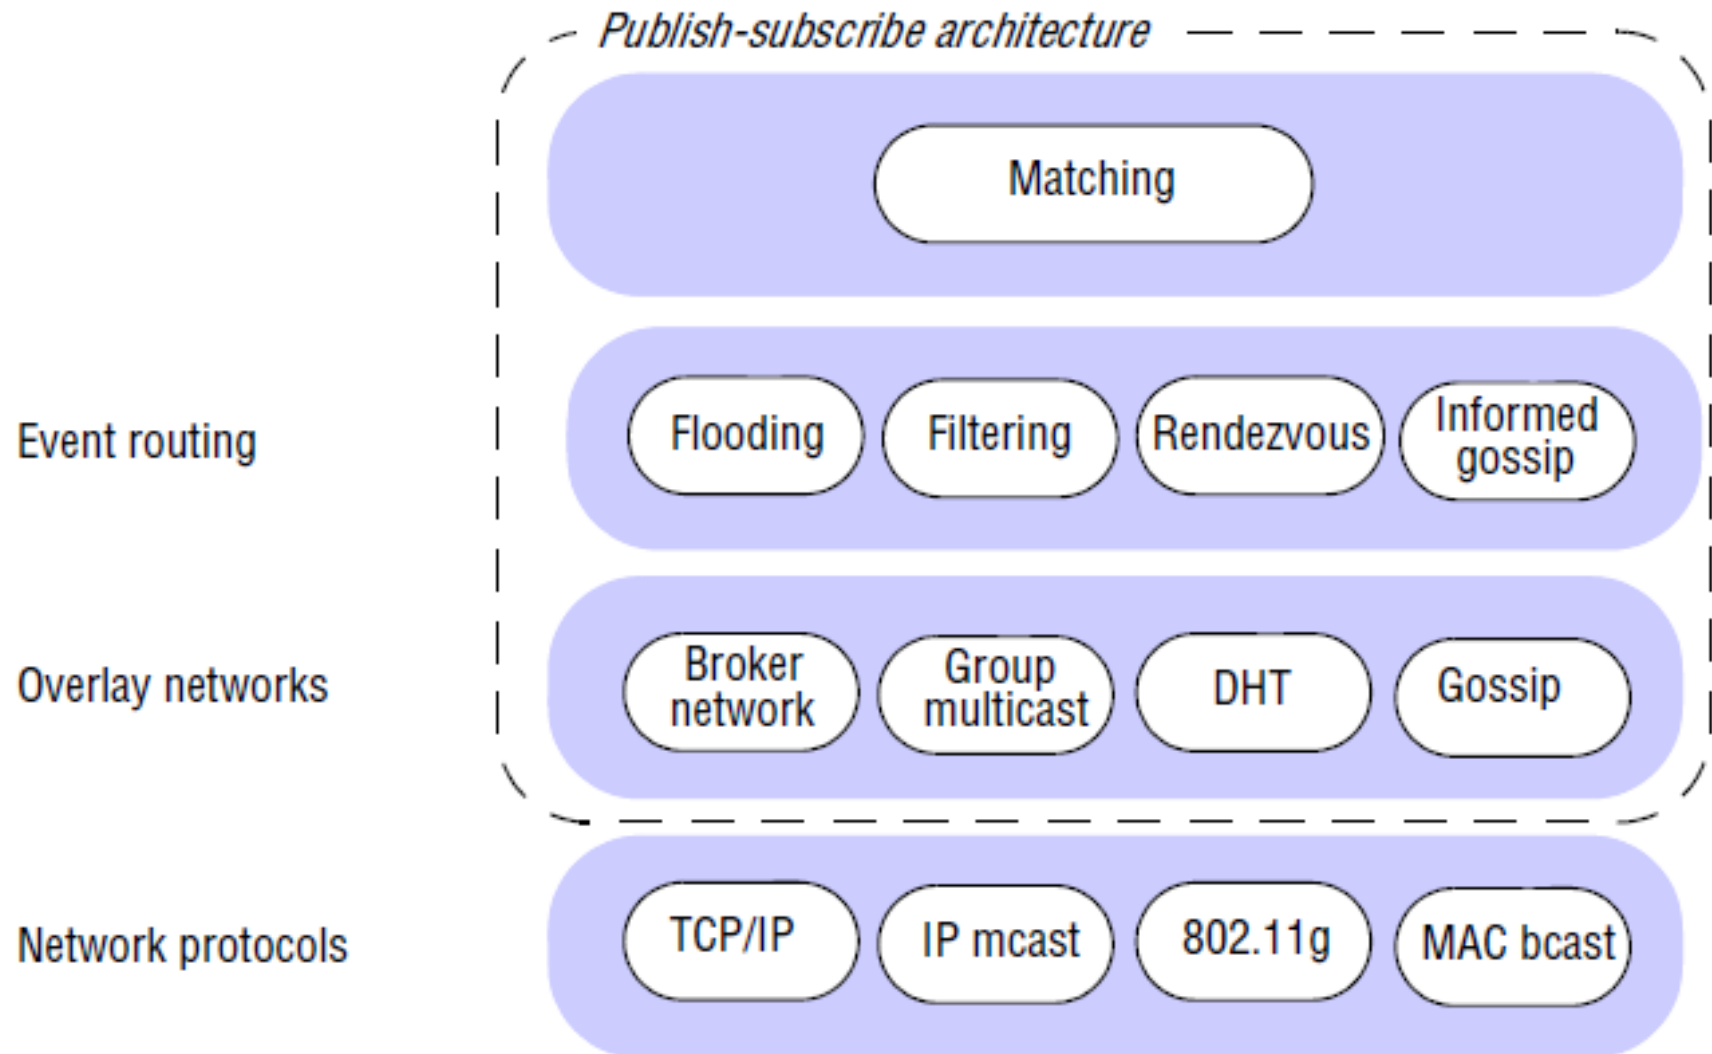 Publish-subscribe architecture
Matching
Event routing
Flooding
Filtering
Rendezvous
Informed
gossip
Overlay networks
Broker
network
Group
multicast
DHT
Gossip
Network protocols
TCP/IP
IP mcast
802.11g
MAC bcast